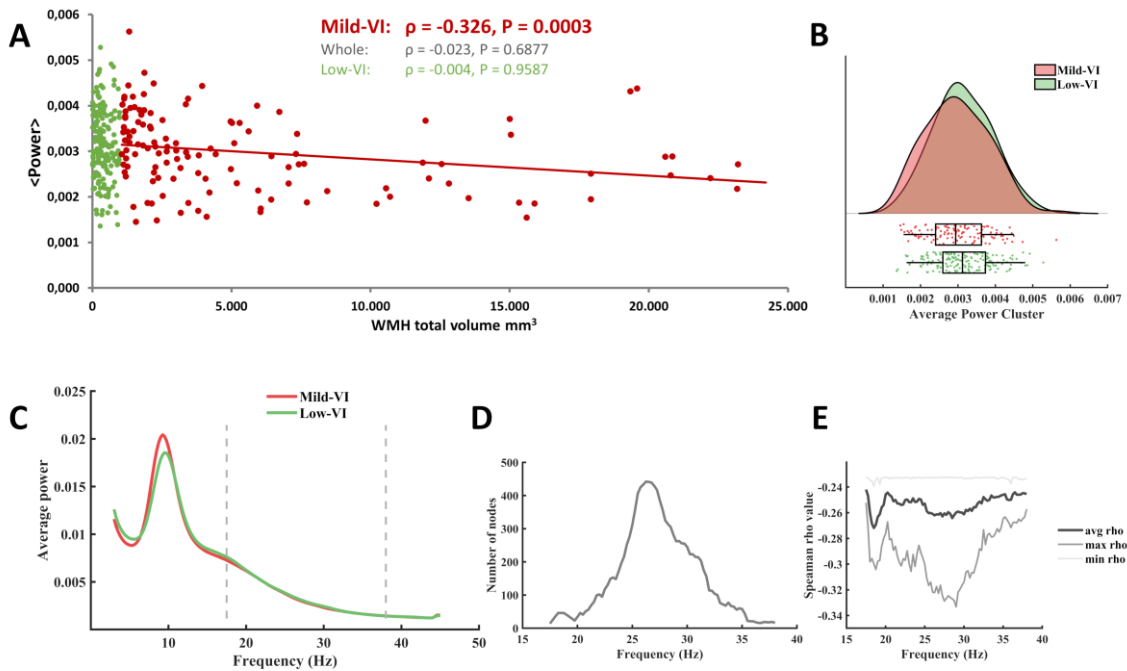 A
Mild-VI: ρ = -0.326, P = 0.0003
Whole: ρ = -0.023, P = 0.6877
Low-VI: ρ = -0.004, P = 0.9587
0,006
0,005
0,004
0,003
0,002
0,001
0,000
<Power>
0 5.000 10.000 15.000 20.000 25.000
WMH total volume mm³
B
Mild-VI
Low-VI
0.001 0.002 0.003 0.004 0.005 0.006 0.007
Average Power Cluster
C
Mild-VI
Low-VI
0.025
0.02
0.015
0.01
0.005
Average power
10 20 30 40 50
Frequency (Hz)
D
500
400
300
200
100
0
Number of nodes
15 20 25 30 35 40
Frequency (Hz)
E
-0.24
-0.26
-0.28
-0.3
-0.32
-0.34
Speaman rho value
avg rho
max rho
min rho
15 20 25 30 35 40
Frequency (Hz)